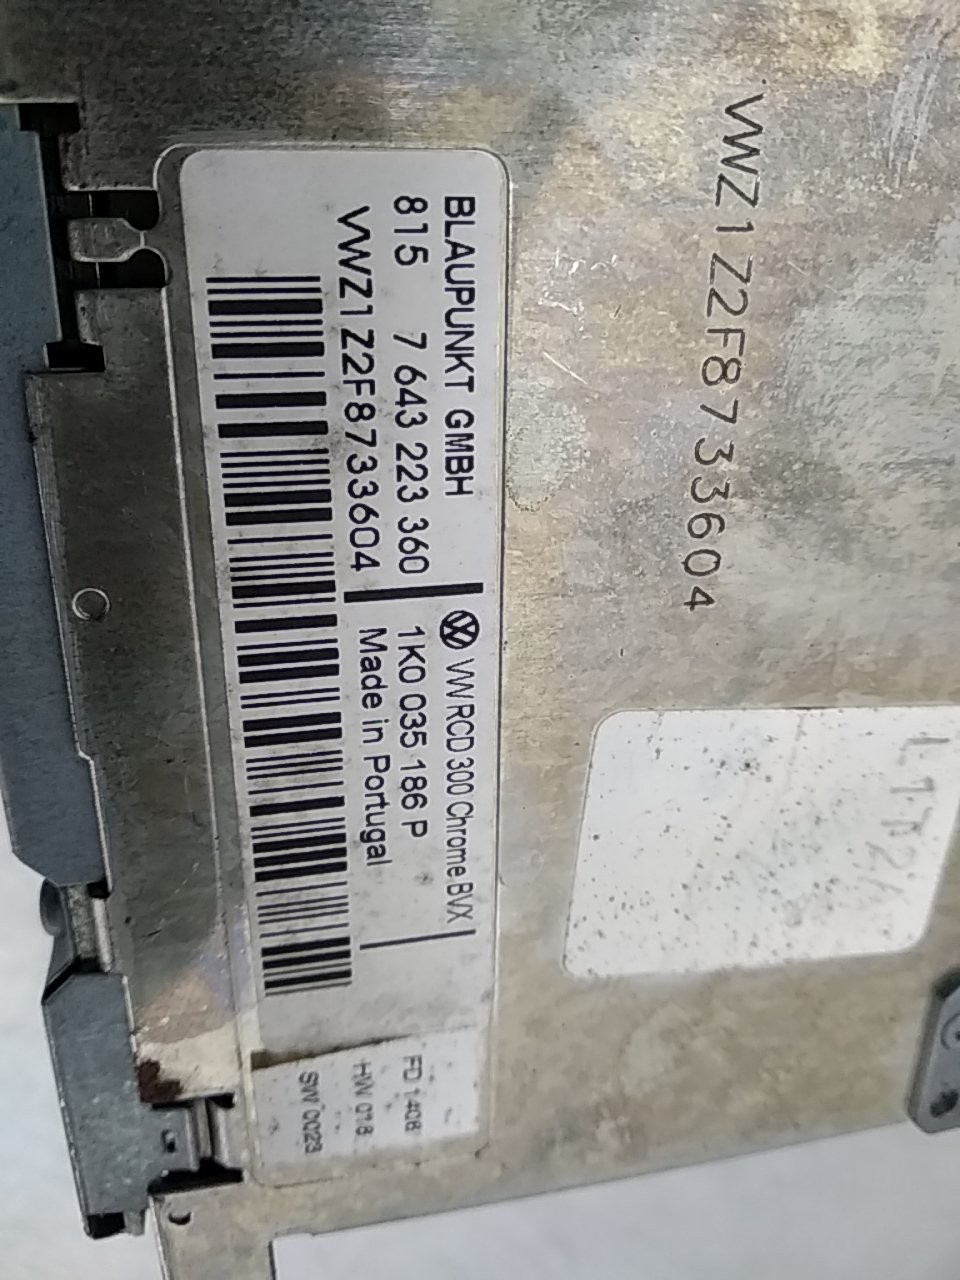 VWZ1Z2F8733604
BLAUPUNKT GMBH
815 7 643 223 360
VWZ1Z2F8733604
VW RCD 300 Chrome BVX
1K0 035 186 P
Made in Portugal
FD 1408
HW 018
SW 0023